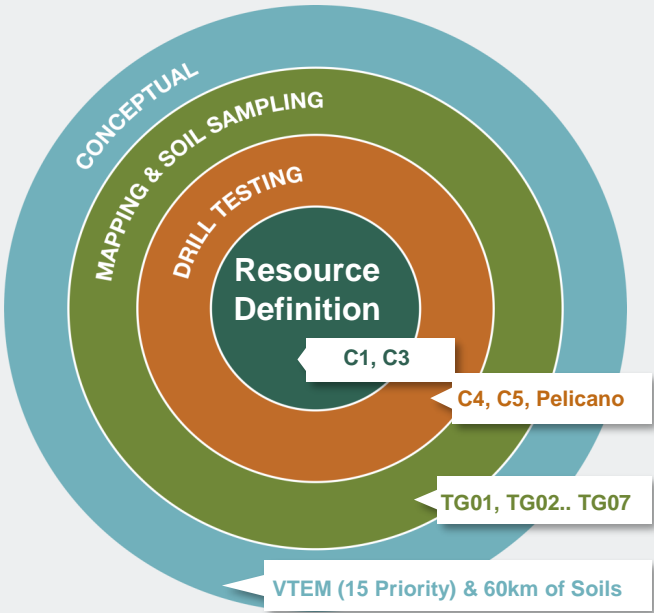 CONCEPTUAL
MAPPING & SOIL SAMPLING
DRILL TESTING
Resource
Definition
C1, C3
C4, C5, Pelicano
TG01, TG02.. TG07
VTEM (15 Priority) & 60km of Soils